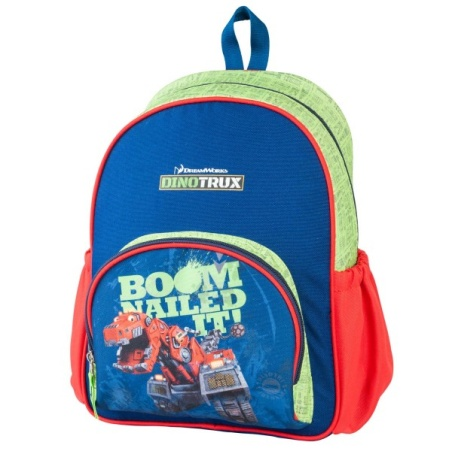 DREAMWORKS
DINOTRUX
BOOM
NAILED
IT!